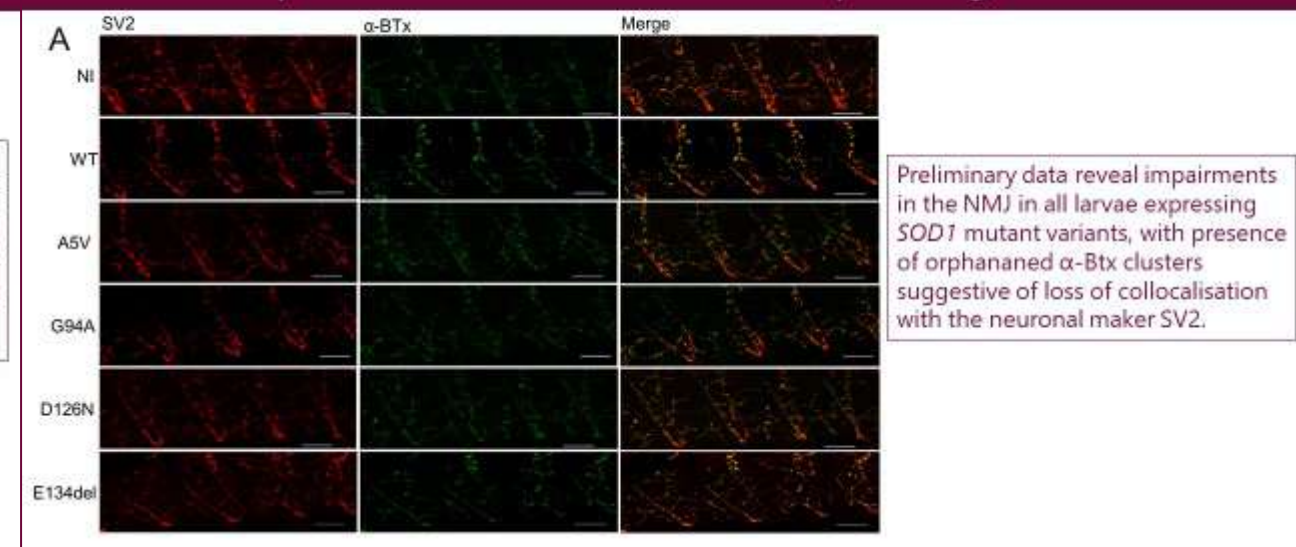 A
SV2 α-BTx Merge
NI
WT
A5V
G94A
D126N
E134del
Preliminary data reveal impairments
in the NMJ in all larvae expressing
SOD1 mutant variants, with presence
of orphananed α-Btx clusters
suggestive of loss of collocalisation
with the neuronal maker SV2.